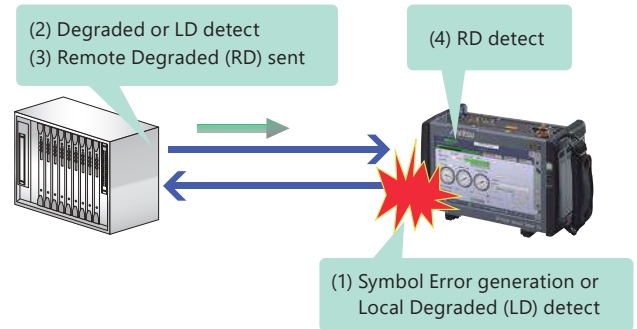 (2) Degraded or LD detect
(3) Remote Degraded (RD) sent
(4) RD detect
(1) Symbol Error generation or
Local Degraded (LD) detect